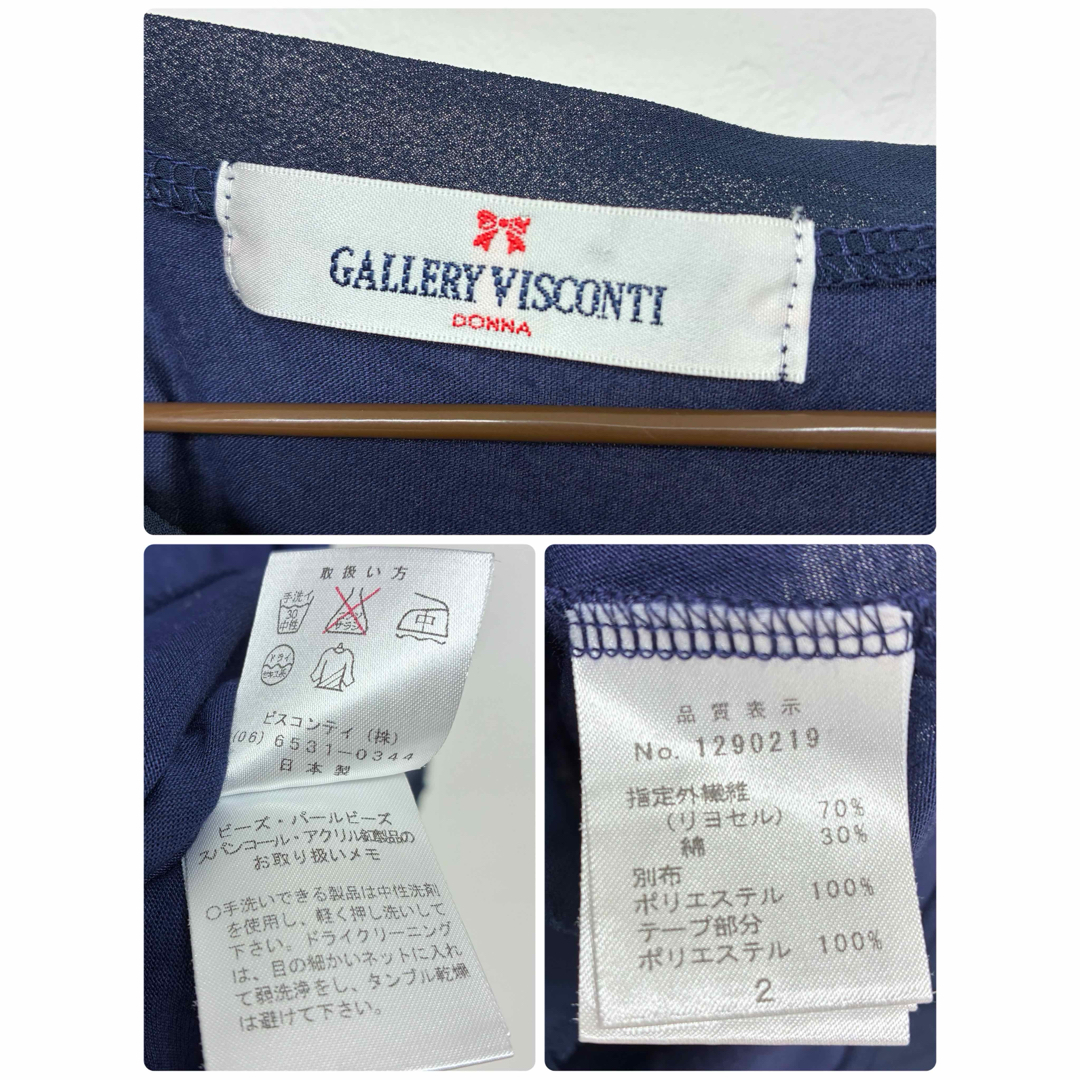 GALLERY VISCONTI
DONNA
取扱い方
手洗イ
30
中性
中
ドライ
セキユ系
ビスコンティ(株)
(06)6531-0344
日本製
ビーズ・パールビーズ
スパンコール・アクリル釦製品の
お取り扱いメモ
○手洗いできる製品は中性洗剤
を使用し、軽く押し洗いして
下さい。ドライクリーニング
は、目の細かいネットに入れ
て弱洗浄をし、タンブル乾燥
は避けて下さい。
品質表示
No. 1290219
指定外繊維
(リヨセル) 70%
綿 30%
別布
ポリエステル 100%
テープ部分
ポリエステル 100%
2